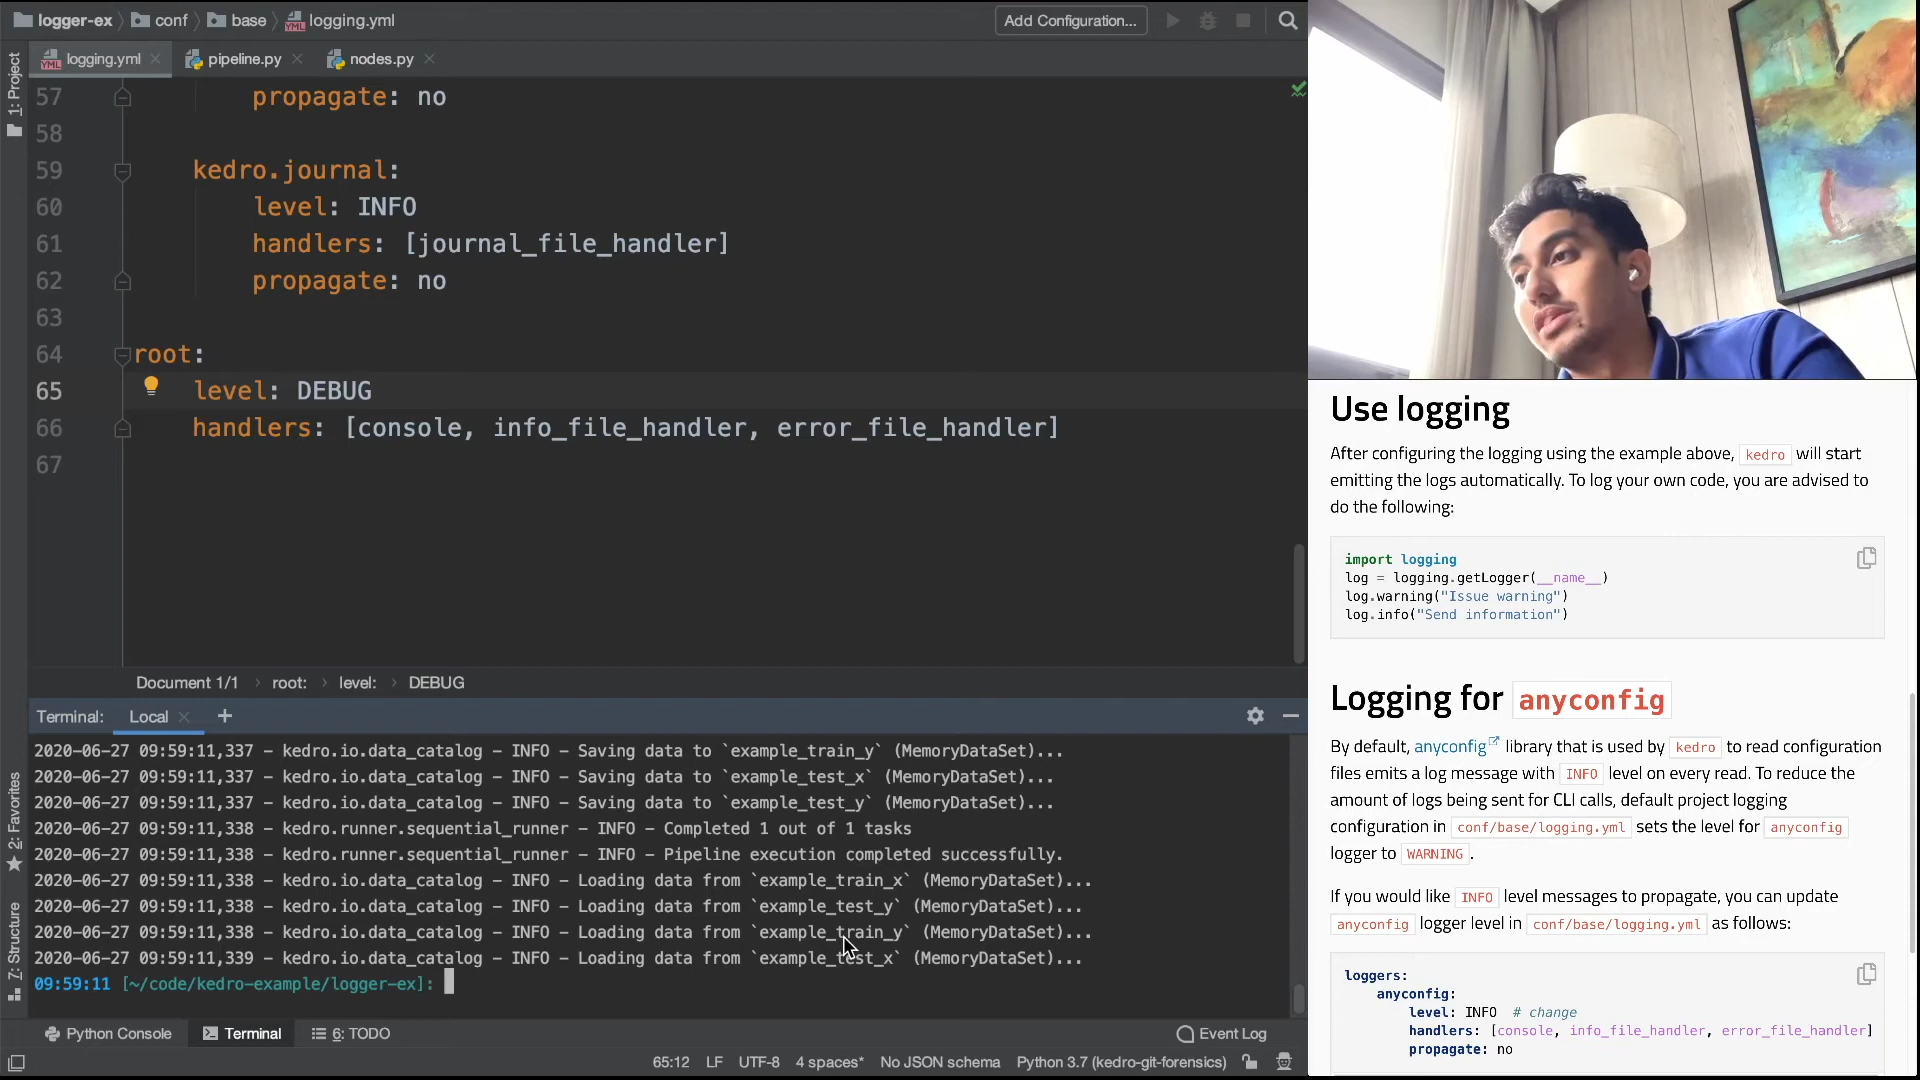 logger-ex
conf
base
logging.yml
Add Configuration...
logging.yml
pipeline.py
nodes.py
1: Project
2: Favorites
7: Structure
57 propagate: no
58
59 kedro.journal:
60 level: INFO
61 handlers: [journal_file_handler]
62 propagate: no
63
64 root:
65 level: DEBUG
66 handlers: [console, info_file_handler, error_file_handler]
67
Document 1/1 › root: › level: › DEBUG
Terminal: Local
2020-06-27 09:59:11,337 - kedro.io.data_catalog - INFO - Saving data to `example_train_y` (MemoryDataSet)...
2020-06-27 09:59:11,337 - kedro.io.data_catalog - INFO - Saving data to `example_test_x` (MemoryDataSet)...
2020-06-27 09:59:11,337 - kedro.io.data_catalog - INFO - Saving data to `example_test_y` (MemoryDataSet)...
2020-06-27 09:59:11,338 - kedro.runner.sequential_runner - INFO - Completed 1 out of 1 tasks
2020-06-27 09:59:11,338 - kedro.runner.sequential_runner - INFO - Pipeline execution completed successfully.
2020-06-27 09:59:11,338 - kedro.io.data_catalog - INFO - Loading data from `example_train_x` (MemoryDataSet)...
2020-06-27 09:59:11,338 - kedro.io.data_catalog - INFO - Loading data from `example_test_y` (MemoryDataSet)...
2020-06-27 09:59:11,338 - kedro.io.data_catalog - INFO - Loading data from `example_train_y` (MemoryDataSet)...
2020-06-27 09:59:11,339 - kedro.io.data_catalog - INFO - Loading data from `example_test_x` (MemoryDataSet)...
09:59:11 [~/code/kedro-example/logger-ex]:
Python Console
Terminal
6: TODO
Event Log
65:12 LF UTF-8 4 spaces* No JSON schema Python 3.7 (kedro-git-forensics)
Use logging
After configuring the logging using the example above, kedro will start
emitting the logs automatically. To log your own code, you are advised to
do the following:
import logging
log = logging.getLogger(__name__)
log.warning("Issue warning")
log.info("Send information")
Logging for anyconfig
By default, anyconfig library that is used by kedro to read configuration
files emits a log message with INFO level on every read. To reduce the
amount of logs being sent for CLI calls, default project logging
configuration in conf/base/logging.yml sets the level for anyconfig
logger to WARNING .
If you would like INFO level messages to propagate, you can update
anyconfig logger level in conf/base/logging.yml as follows:
loggers:
anyconfig:
level: INFO # change
handlers: [console, info_file_handler, error_file_handler]
propagate: no